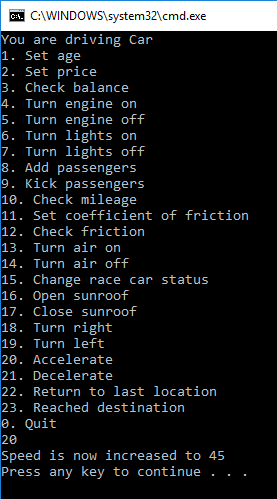 C:\WINDOWS\system32\cmd.exe
You are driving Car
1. Set age
2. Set price
3. Check balance
4. Turn engine on
5. Turn engine off
6. Turn lights on
7. Turn lights off
8. Add passengers
9. Kick passengers
10. Check mileage
11. Set coefficient of friction
12. Check friction
13. Turn air on
14. Turn air off
15. Change race car status
16. Open sunroof
17. Close sunroof
18. Turn right
19. Turn left
20. Accelerate
21. Decelerate
22. Return to last location
23. Reached destination
0. Quit
20
Speed is now increased to 45
Press any key to continue . . .